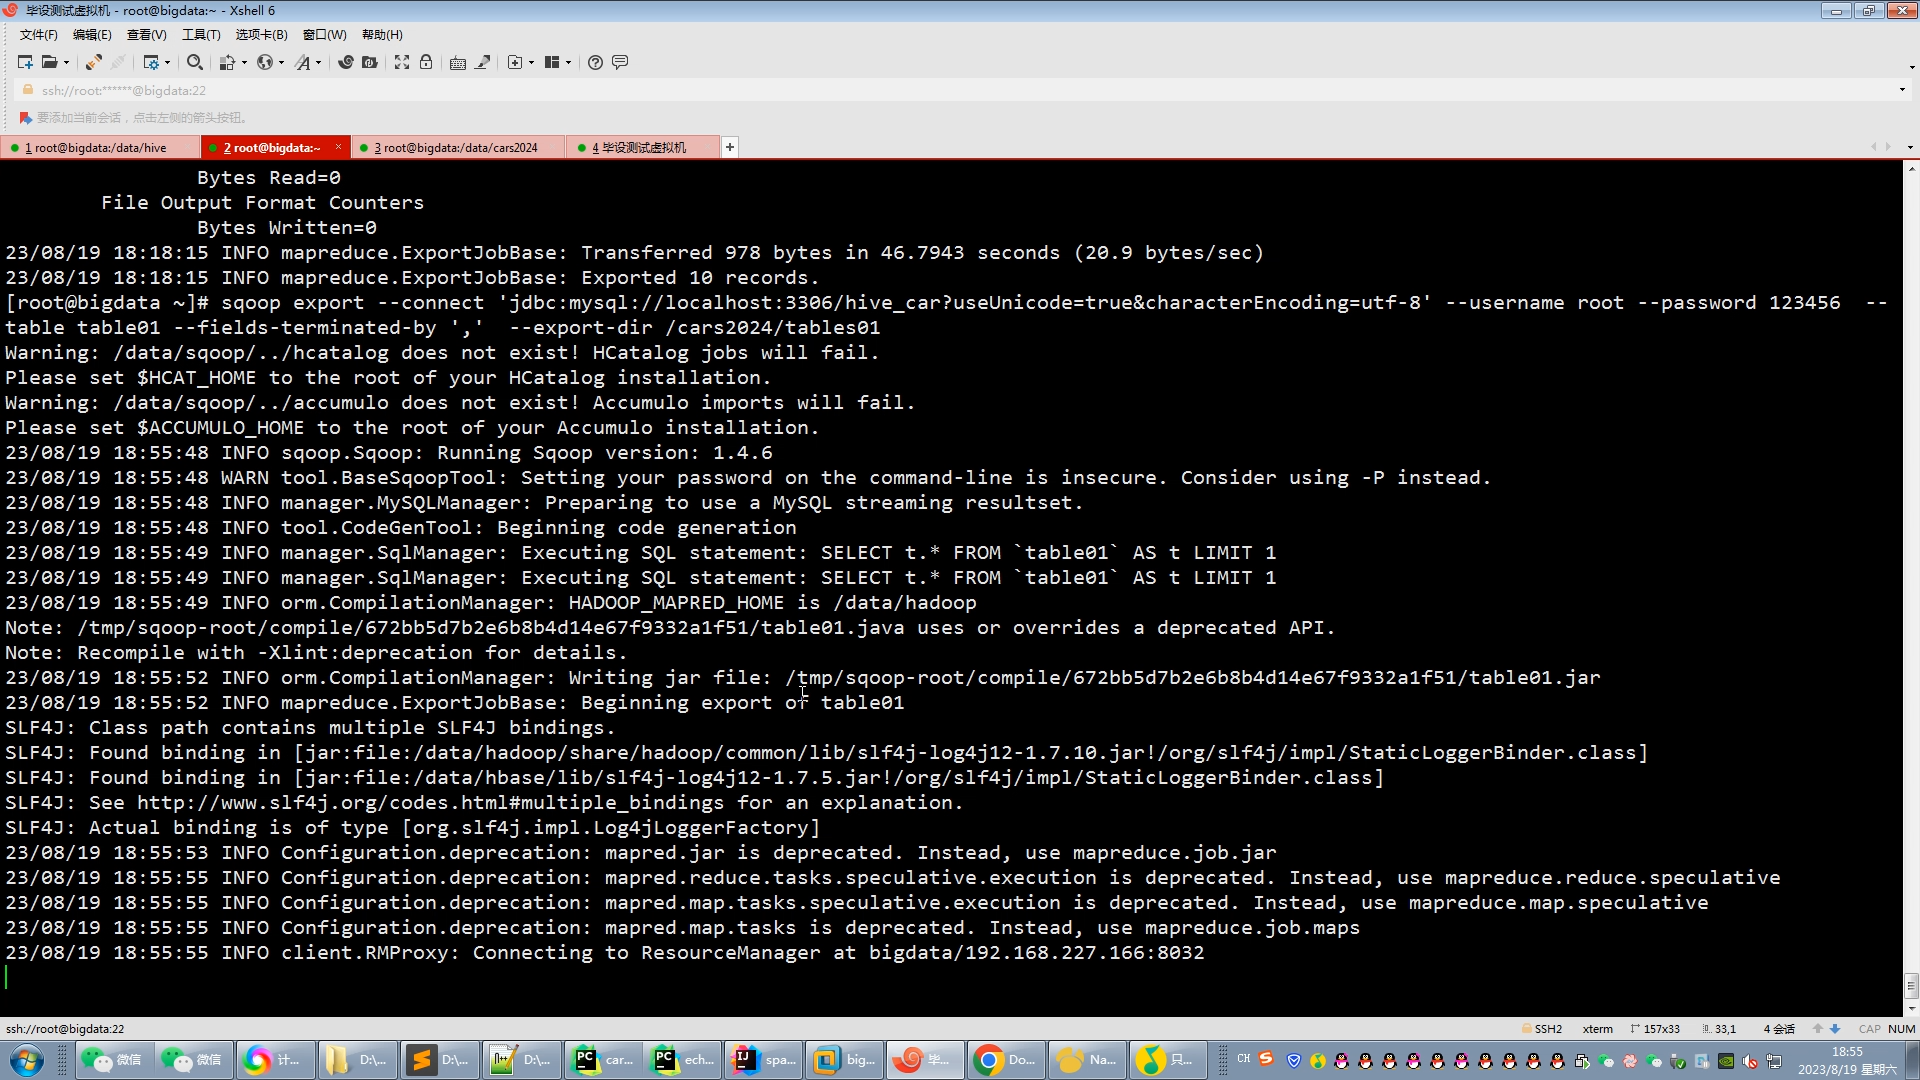 毕设测试虚拟机 - root@bigdata:~ - Xshell 6
文件(F) 编辑(E) 查看(V) 工具(T) 选项卡(B) 窗口(W) 帮助(H)
ssh://root:******@bigdata:22
要添加当前会话，点击左侧的箭头按钮。
1 root@bigdata:/data/hive 2 root@bigdata:~ × 3 root@bigdata:/data/cars2024 4 毕设测试虚拟机 +
Bytes Read=0
File Output Format Counters
Bytes Written=0
23/08/19 18:18:15 INFO mapreduce.ExportJobBase: Transferred 978 bytes in 46.7943 seconds (20.9 bytes/sec)
23/08/19 18:18:15 INFO mapreduce.ExportJobBase: Exported 10 records.
[root@bigdata ~]# sqoop export --connect 'jdbc:mysql://localhost:3306/hive_car?useUnicode=true&characterEncoding=utf-8' --username root --password 123456  --
table table01 --fields-terminated-by ','  --export-dir /cars2024/tables01
Warning: /data/sqoop/../hcatalog does not exist! HCatalog jobs will fail.
Please set $HCAT_HOME to the root of your HCatalog installation.
Warning: /data/sqoop/../accumulo does not exist! Accumulo imports will fail.
Please set $ACCUMULO_HOME to the root of your Accumulo installation.
23/08/19 18:55:48 INFO sqoop.Sqoop: Running Sqoop version: 1.4.6
23/08/19 18:55:48 WARN tool.BaseSqoopTool: Setting your password on the command-line is insecure. Consider using -P instead.
23/08/19 18:55:48 INFO manager.MySQLManager: Preparing to use a MySQL streaming resultset.
23/08/19 18:55:48 INFO tool.CodeGenTool: Beginning code generation
23/08/19 18:55:49 INFO manager.SqlManager: Executing SQL statement: SELECT t.* FROM `table01` AS t LIMIT 1
23/08/19 18:55:49 INFO manager.SqlManager: Executing SQL statement: SELECT t.* FROM `table01` AS t LIMIT 1
23/08/19 18:55:49 INFO orm.CompilationManager: HADOOP_MAPRED_HOME is /data/hadoop
Note: /tmp/sqoop-root/compile/672bb5d7b2e6b8b4d14e67f9332a1f51/table01.java uses or overrides a deprecated API.
Note: Recompile with -Xlint:deprecation for details.
23/08/19 18:55:52 INFO orm.CompilationManager: Writing jar file: /tmp/sqoop-root/compile/672bb5d7b2e6b8b4d14e67f9332a1f51/table01.jar
23/08/19 18:55:52 INFO mapreduce.ExportJobBase: Beginning export of table01
SLF4J: Class path contains multiple SLF4J bindings.
SLF4J: Found binding in [jar:file:/data/hadoop/share/hadoop/common/lib/slf4j-log4j12-1.7.10.jar!/org/slf4j/impl/StaticLoggerBinder.class]
SLF4J: Found binding in [jar:file:/data/hbase/lib/slf4j-log4j12-1.7.5.jar!/org/slf4j/impl/StaticLoggerBinder.class]
SLF4J: See http://www.slf4j.org/codes.html#multiple_bindings for an explanation.
SLF4J: Actual binding is of type [org.slf4j.impl.Log4jLoggerFactory]
23/08/19 18:55:53 INFO Configuration.deprecation: mapred.jar is deprecated. Instead, use mapreduce.job.jar
23/08/19 18:55:55 INFO Configuration.deprecation: mapred.reduce.tasks.speculative.execution is deprecated. Instead, use mapreduce.reduce.speculative
23/08/19 18:55:55 INFO Configuration.deprecation: mapred.map.tasks.speculative.execution is deprecated. Instead, use mapreduce.map.speculative
23/08/19 18:55:55 INFO Configuration.deprecation: mapred.map.tasks is deprecated. Instead, use mapreduce.job.maps
23/08/19 18:55:55 INFO client.RMProxy: Connecting to ResourceManager at bigdata/192.168.227.166:8032
ssh://root@bigdata:22 SSH2 xterm 157x33 33,1 4 会话 CAP NUM
微信 微信 计... D:\... D:\... D:\... car... ech... spa... big... 毕... Do... Na... 只... CH 18:55
2023/8/19 星期六